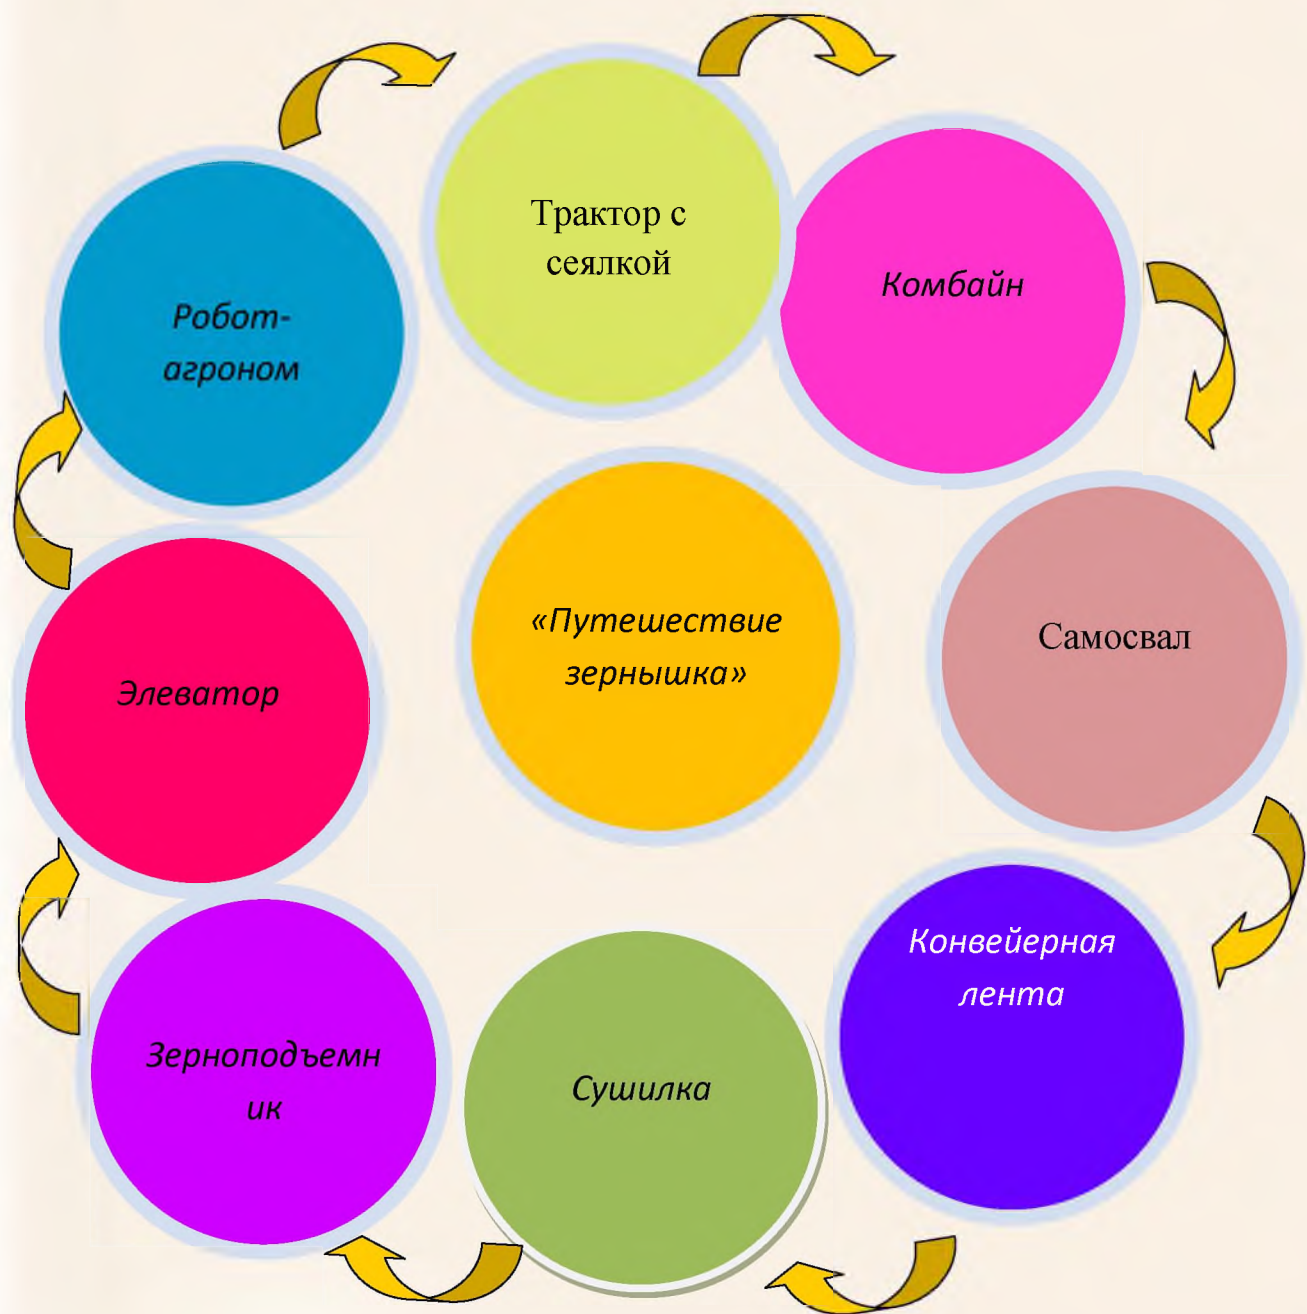 Трактор с
сеялкой
Комбайн
Робот-
агроном
«Путешествие
зернышка»
Самосвал
Элеватор
Конвейерная
лента
Зерноподъемн
ик
Сушилка